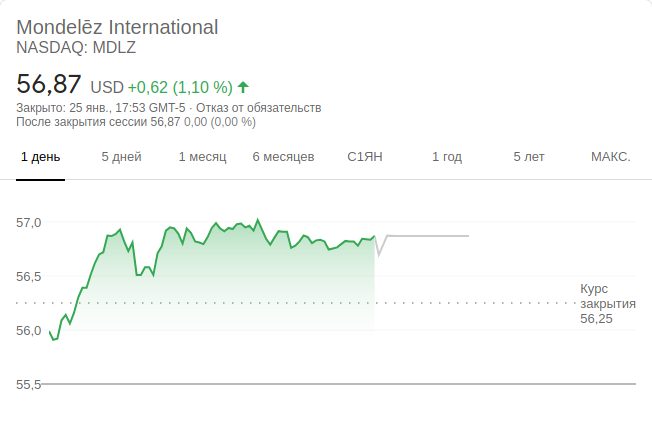 Mondelēz International
NASDAQ: MDLZ
56,87 USD +0,62 (1,10 %)
Закрыто: 25 янв., 17:53 GMT-5 · Отказ от обязательств
После закрытия сессии 56,87 0,00 (0,00 %)
1 день 5 дней 1 месяц 6 месяцев С1ЯН 1 год 5 лет МАКС.
57,0
56,5
Курс
закрытия
56,25
56,0
55,5